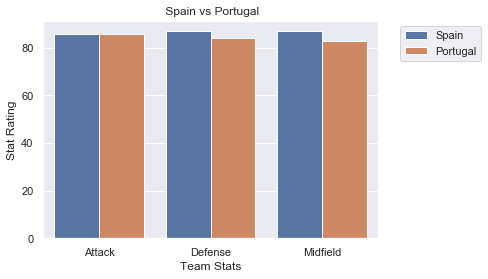 Spain vs Portugal
Spain
Portugal
80
60
40
20
0
Stat Rating
Attack
Defense
Midfield
Team Stats